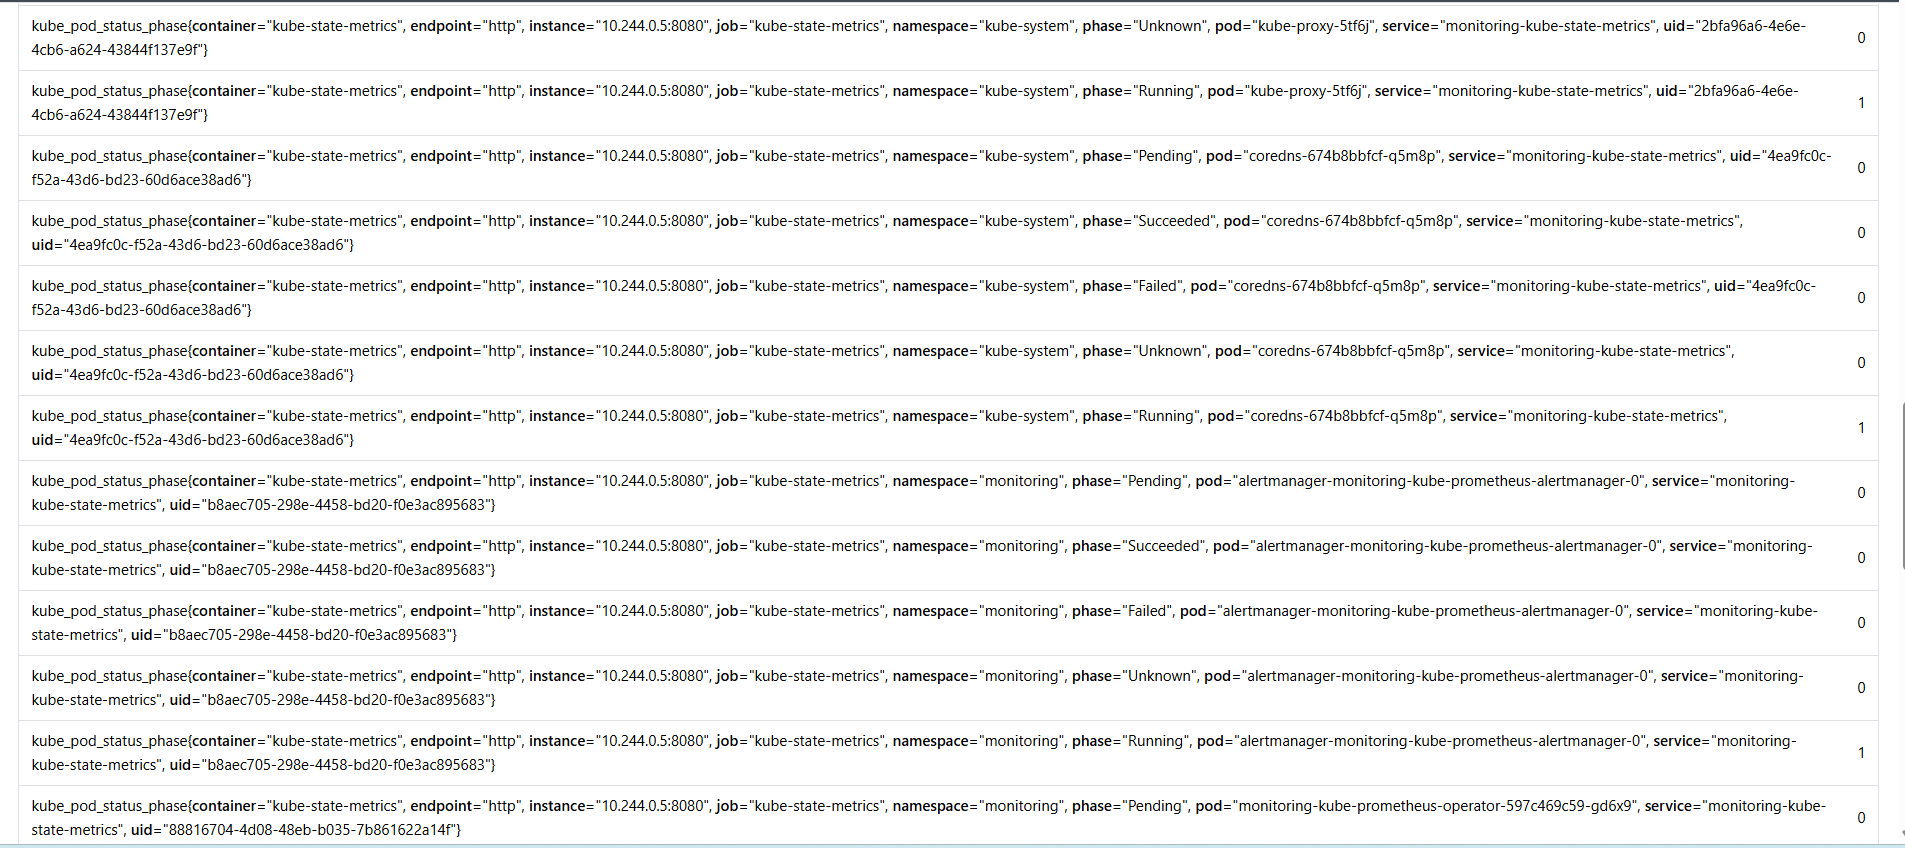 kube_pod_status_phase{container="kube-state-metrics", endpoint="http", instance="10.244.0.5:8080", job="kube-state-metrics", namespace="kube-system", phase="Unknown", pod="kube-proxy-5tf6j", service="monitoring-kube-state-metrics", uid="2bfa96a6-4e6e-
4cb6-a624-43844f137e9f"}
0
kube_pod_status_phase{container="kube-state-metrics", endpoint="http", instance="10.244.0.5:8080", job="kube-state-metrics", namespace="kube-system", phase="Running", pod="kube-proxy-5tf6j", service="monitoring-kube-state-metrics", uid="2bfa96a6-4e6e-
4cb6-a624-43844f137e9f"}
1
kube_pod_status_phase{container="kube-state-metrics", endpoint="http", instance="10.244.0.5:8080", job="kube-state-metrics", namespace="kube-system", phase="Pending", pod="coredns-674b8bbfcf-q5m8p", service="monitoring-kube-state-metrics", uid="4ea9fc0c-
f52a-43d6-bd23-60d6ace38ad6"}
0
kube_pod_status_phase{container="kube-state-metrics", endpoint="http", instance="10.244.0.5:8080", job="kube-state-metrics", namespace="kube-system", phase="Succeeded", pod="coredns-674b8bbfcf-q5m8p", service="monitoring-kube-state-metrics",
uid="4ea9fc0c-f52a-43d6-bd23-60d6ace38ad6"}
0
kube_pod_status_phase{container="kube-state-metrics", endpoint="http", instance="10.244.0.5:8080", job="kube-state-metrics", namespace="kube-system", phase="Failed", pod="coredns-674b8bbfcf-q5m8p", service="monitoring-kube-state-metrics", uid="4ea9fc0c-
f52a-43d6-bd23-60d6ace38ad6"}
0
kube_pod_status_phase{container="kube-state-metrics", endpoint="http", instance="10.244.0.5:8080", job="kube-state-metrics", namespace="kube-system", phase="Unknown", pod="coredns-674b8bbfcf-q5m8p", service="monitoring-kube-state-metrics",
uid="4ea9fc0c-f52a-43d6-bd23-60d6ace38ad6"}
0
kube_pod_status_phase{container="kube-state-metrics", endpoint="http", instance="10.244.0.5:8080", job="kube-state-metrics", namespace="kube-system", phase="Running", pod="coredns-674b8bbfcf-q5m8p", service="monitoring-kube-state-metrics",
uid="4ea9fc0c-f52a-43d6-bd23-60d6ace38ad6"}
1
kube_pod_status_phase{container="kube-state-metrics", endpoint="http", instance="10.244.0.5:8080", job="kube-state-metrics", namespace="monitoring", phase="Pending", pod="alertmanager-monitoring-kube-prometheus-alertmanager-0", service="monitoring-
kube-state-metrics", uid="b8aec705-298e-4458-bd20-f0e3ac895683"}
0
kube_pod_status_phase{container="kube-state-metrics", endpoint="http", instance="10.244.0.5:8080", job="kube-state-metrics", namespace="monitoring", phase="Succeeded", pod="alertmanager-monitoring-kube-prometheus-alertmanager-0", service="monitoring-
kube-state-metrics", uid="b8aec705-298e-4458-bd20-f0e3ac895683"}
0
kube_pod_status_phase{container="kube-state-metrics", endpoint="http", instance="10.244.0.5:8080", job="kube-state-metrics", namespace="monitoring", phase="Failed", pod="alertmanager-monitoring-kube-prometheus-alertmanager-0", service="monitoring-kube-
state-metrics", uid="b8aec705-298e-4458-bd20-f0e3ac895683"}
0
kube_pod_status_phase{container="kube-state-metrics", endpoint="http", instance="10.244.0.5:8080", job="kube-state-metrics", namespace="monitoring", phase="Unknown", pod="alertmanager-monitoring-kube-prometheus-alertmanager-0", service="monitoring-
kube-state-metrics", uid="b8aec705-298e-4458-bd20-f0e3ac895683"}
0
kube_pod_status_phase{container="kube-state-metrics", endpoint="http", instance="10.244.0.5:8080", job="kube-state-metrics", namespace="monitoring", phase="Running", pod="alertmanager-monitoring-kube-prometheus-alertmanager-0", service="monitoring-
kube-state-metrics", uid="b8aec705-298e-4458-bd20-f0e3ac895683"}
1
kube_pod_status_phase{container="kube-state-metrics", endpoint="http", instance="10.244.0.5:8080", job="kube-state-metrics", namespace="monitoring", phase="Pending", pod="monitoring-kube-prometheus-operator-597c469c59-gd6x9", service="monitoring-kube-
state-metrics", uid="88816704-4d08-48eb-b035-7b861622a14f"}
0